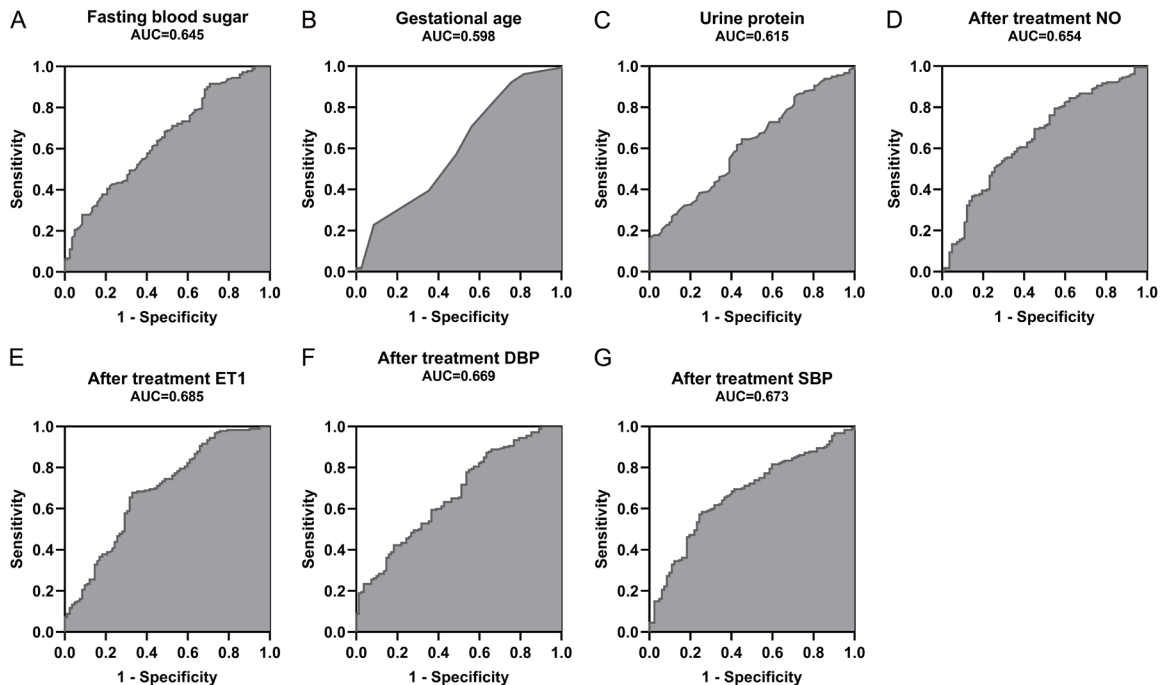 A
Fasting blood sugar
AUC=0.645
1.0
0.8
0.6
0.4
0.2
0.0
Sensitivity
0.0 0.2 0.4 0.6 0.8 1.0
1 - Specificity
B
Gestational age
AUC=0.598
1.0
0.8
0.6
0.4
0.2
0.0
Sensitivity
0.0 0.2 0.4 0.6 0.8 1.0
1 - Specificity
C
Urine protein
AUC=0.615
1.0
0.8
0.6
0.4
0.2
0.0
Sensitivity
0.0 0.2 0.4 0.6 0.8 1.0
1 - Specificity
D
After treatment NO
AUC=0.654
1.0
0.8
0.6
0.4
0.2
0.0
Sensitivity
0.0 0.2 0.4 0.6 0.8 1.0
1 - Specificity
E
After treatment ET1
AUC=0.685
1.0
0.8
0.6
0.4
0.2
0.0
Sensitivity
0.0 0.2 0.4 0.6 0.8 1.0
1 - Specificity
F
After treatment DBP
AUC=0.669
1.0
0.8
0.6
0.4
0.2
0.0
Sensitivity
0.0 0.2 0.4 0.6 0.8 1.0
1 - Specificity
G
After treatment SBP
AUC=0.673
1.0
0.8
0.6
0.4
0.2
0.0
Sensitivity
0.0 0.2 0.4 0.6 0.8 1.0
1 - Specificity